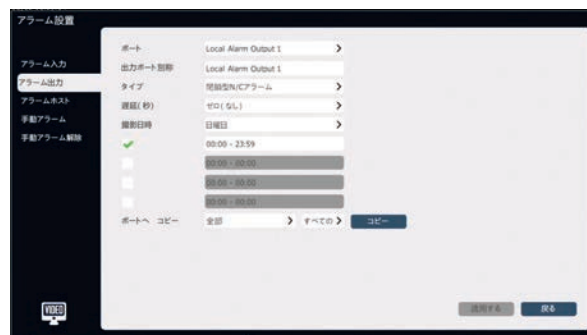 アラーム設置
アラーム入力
アラーム出力
アラームホスト
手動アラーム
手動アラーム解除
ポート Local Alarm Output 1
出力ポート別称 Local Alarm Output 1
タイプ 閉鎖型N/Cアラーム
遅延(秒) ゼロ(なし)
撮影日時 日曜日
00:00 - 23:59
00:00 - 00:00
00:00 - 00:00
00:00 - 00:00
ポートへ コピー 全部 すべての コピー
適用する 戻る
VIDEO